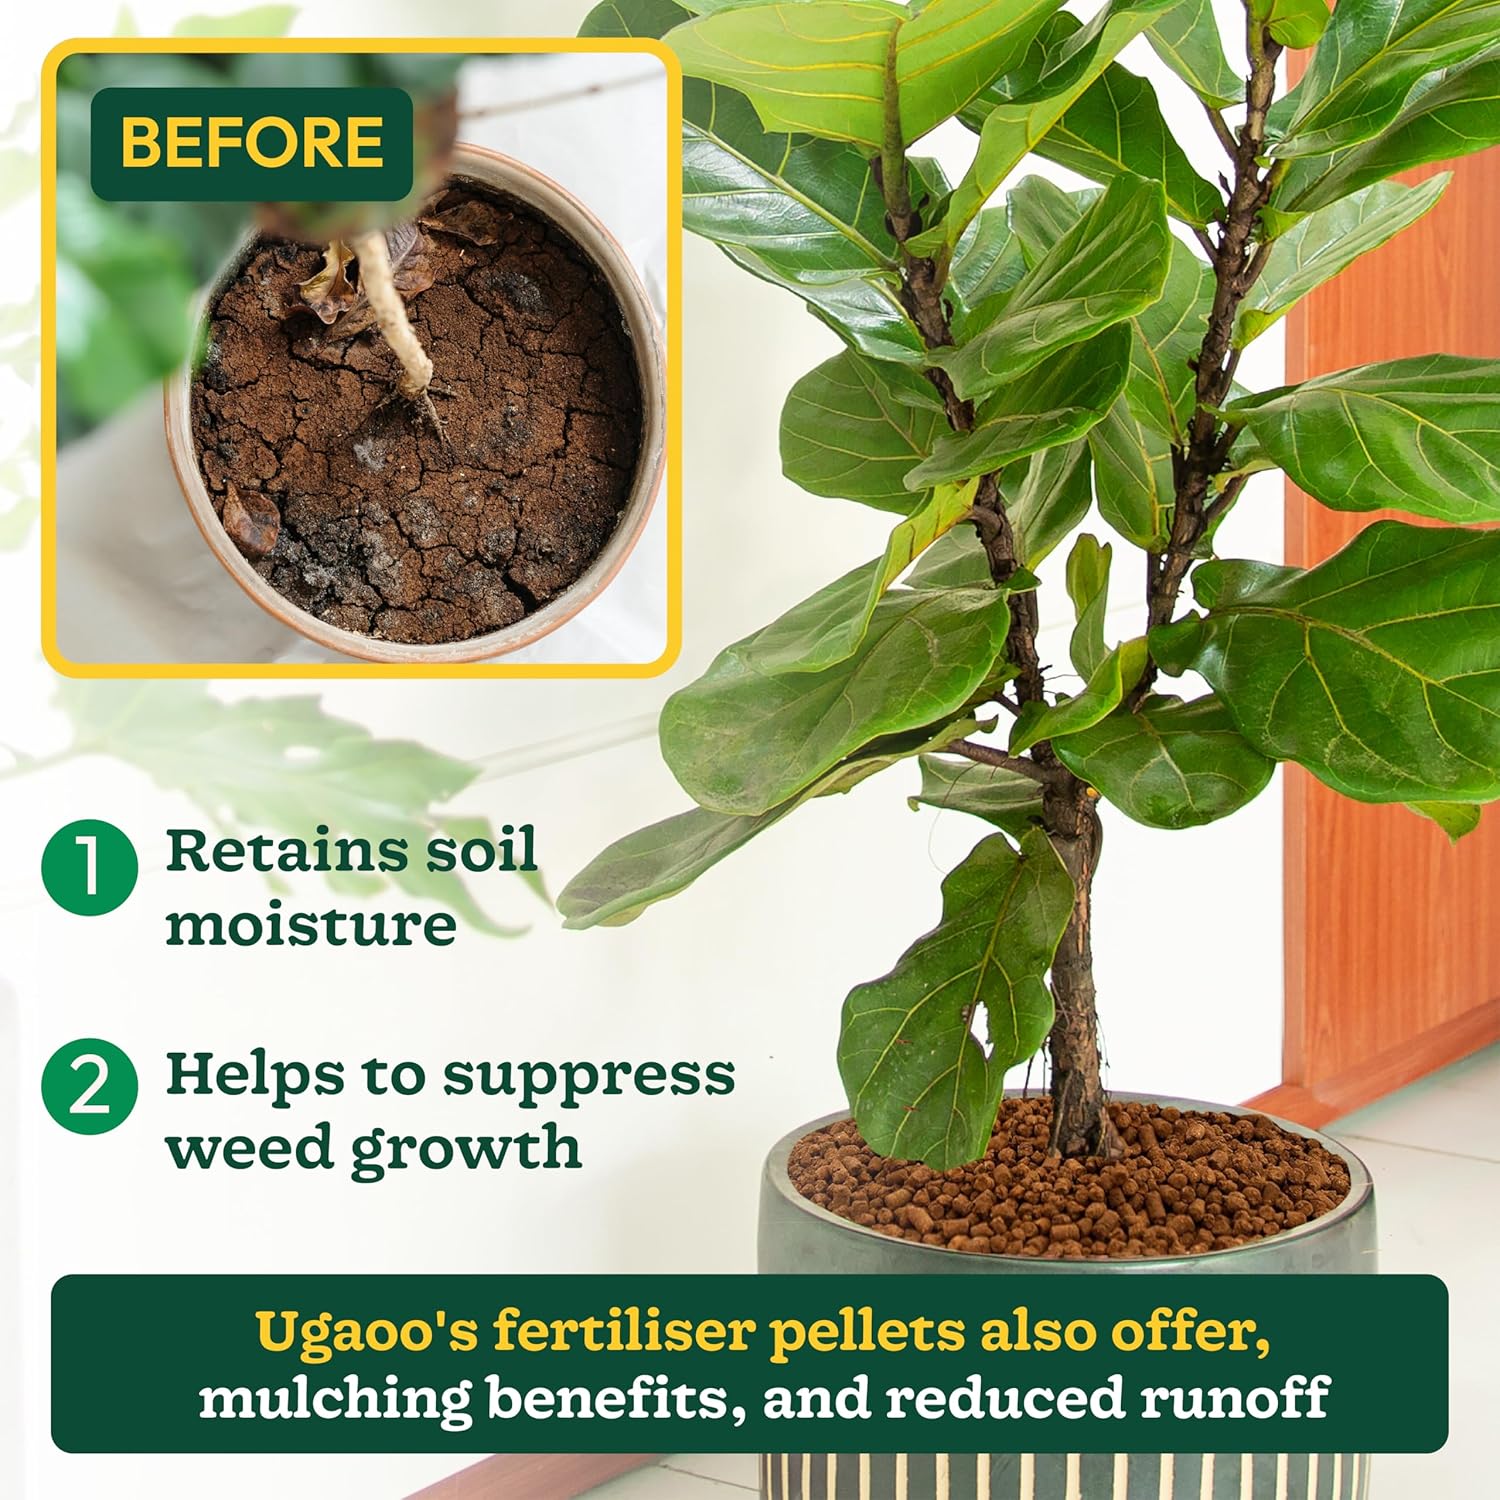 BEFORE
1
Retains soil
moisture
2
Helps to suppress
weed growth
Ugaoo's fertiliser pellets also offer,
mulching benefits, and reduced runoff